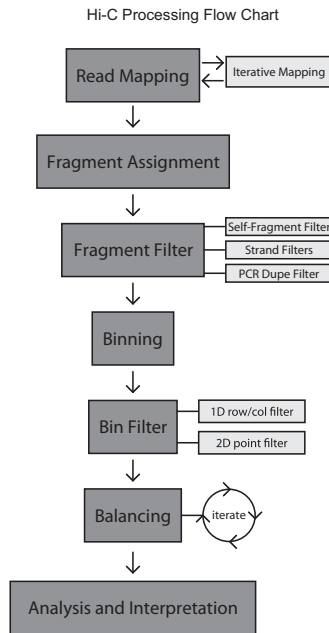 Hi-C Processing Flow Chart
Read Mapping
Iterative Mapping
Fragment Assignment
Fragment Filter
Self-Fragment Filter
Strand Filters
PCR Dupe Filter
Binning
Bin Filter
1D row/col filter
2D point filter
Balancing
iterate
Analysis and Interpretation